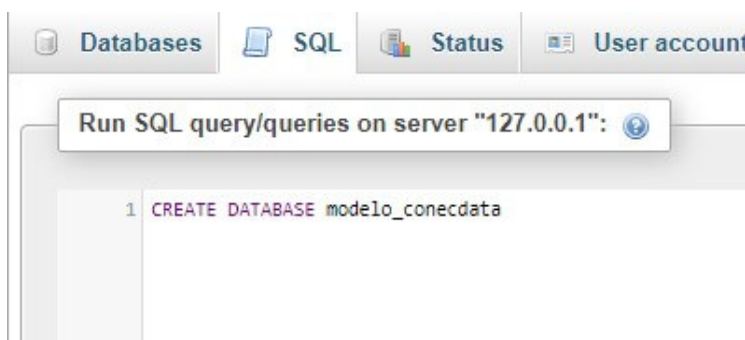 Databases SQL Status User account
Run SQL query/queries on server "127.0.0.1":
1 CREATE DATABASE modelo_conecdata